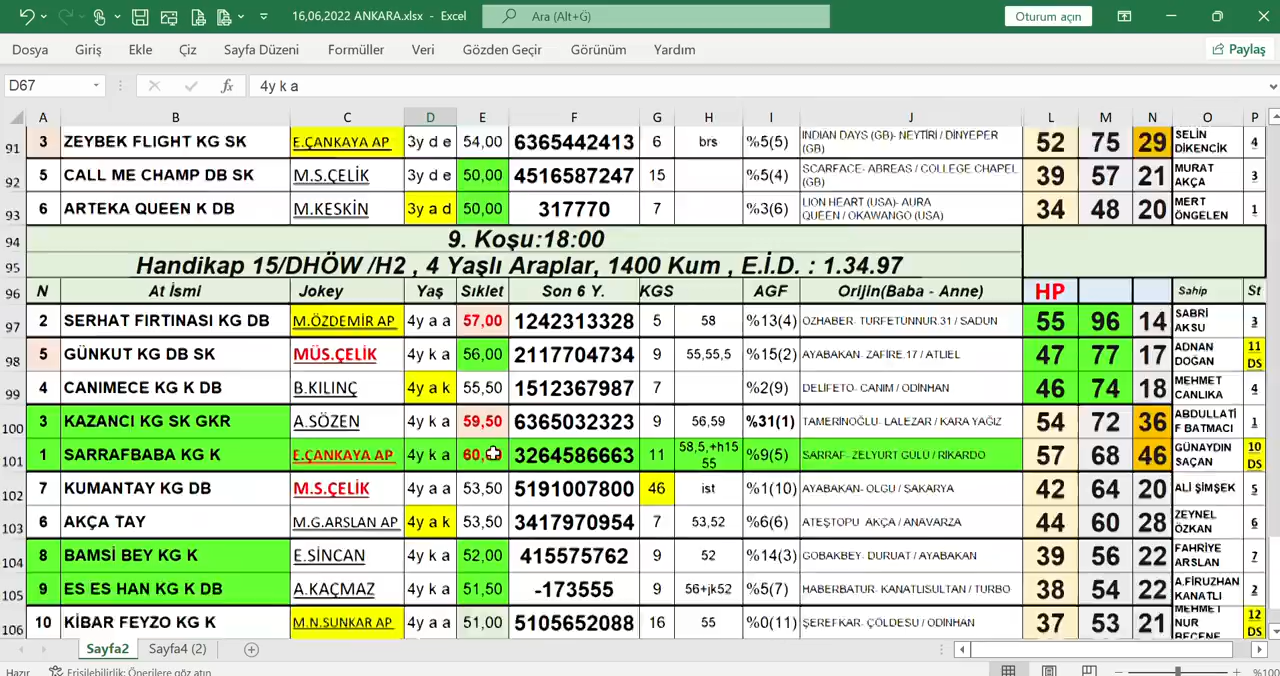 16,06,2022 ANKARA.xlsx - Excel
Ara (Alt+G)
Oturum açın
Dosya Giriş Ekle Çiz Sayfa Düzeni Formüller Veri Gözden Geçir Görünüm Yardım Paylaş
D67 fx 4y k a
A B C D E F G H I J L M N O P
91 3 ZEYBEK FLIGHT KG SK E.ÇANKAYA AP 3y d e 54,00 6365442413 6 brs %5(5) INDIAN DAYS (GB)- NEYTİRİ / DİNYEPER (GB) 52 75 29 SELİN DİKENCİK 4
92 5 CALL ME CHAMP DB SK M.S.ÇELİK 3y d e 50,00 4516587247 15 %5(4) SCARFACE- ABREAS / COLLEGE CHAPEL (GB) 39 57 21 MURAT AKÇA 3
93 6 ARTEKA QUEEN K DB M.KESKİN 3y a d 50,00 317770 7 %3(6) LION HEART (USA)- AURA QUEEN / OKAWANGO (USA) 34 48 20 MERT ÖNGELEN 1
94 9. Koşu:18:00
95 Handikap 15/DHÖW /H2 , 4 Yaşlı Araplar, 1400 Kum , E.İ.D. : 1.34.97
96 N At İsmi Jokey Yaş Sıklet Son 6 Y. KGS AGF Orijin(Baba - Anne) HP Sahip St
97 2 SERHAT FIRTINASI KG DB M.ÖZDEMİR AP 4y a a 57,00 1242313328 5 58 %13(4) ÖZHABER- TURFETUNNUR.31 / SADUN 55 96 14 SABRİ AKSU 3
98 5 GÜNKUT KG DB SK MÜS.ÇELİK 4y k a 56,00 2117704734 9 55,55,5 %15(2) AYABAKAN- ZAFİRE.17 / ATLIEL 47 77 17 ADNAN DOĞAN 11 DS
99 4 CANIMECE KG K DB B.KILINÇ 4y a k 55,50 1512367987 7 %2(9) DELİFETO- CANIM / ODİNHAN 46 74 18 MEHMET CANLIKA 4
100 3 KAZANCI KG SK GKR A.SÖZEN 4y k a 59,50 6365032323 9 56,59 %31(1) TAMERİNOĞLU- LALEZAR / KARA YAĞIZ 54 72 36 ABDULLATİ F BATMACI 1
101 1 SARRAFBABA KG K E.ÇANKAYA AP 4y k a 60, 3264586663 11 58,5,+h15 55 %9(5) SARRAF- ZELYURT GÜLÜ / RİKARDO 57 68 46 GÜNAYDIN SAÇAN 10 DS
102 7 KUMANTAY KG DB M.S.ÇELİK 4y a a 53,50 5191007800 46 ist %1(10) AYABAKAN- OLGU / SAKARYA 42 64 20 ALİ ŞİMŞEK 5
103 6 AKÇA TAY M.G.ARSLAN AP 4y a k 53,50 3417970954 7 53,52 %6(6) ATEŞTOPU- AKÇA / ANAVARZA 44 60 28 ZEYNEL ÖZKAN 6
104 8 BAMSİ BEY KG K E.SİNCAN 4y k a 52,00 415575762 9 52 %14(3) GÖBAKBEY- DURUAT / AYABAKAN 39 56 22 FAHRİYE ARSLAN 7
105 9 ES ES HAN KG K DB A.KAÇMAZ 4y k a 51,50 -173555 9 56+jk52 %5(7) HABERBATUR- KANATLISULTAN / TURBO 38 54 22 A.FİRUZHAN KANATLI 2
106 10 KİBAR FEYZO KG K M.N.SUNKAR AP 4y a a 51,00 5105652088 16 55 %0(11) ŞEREFKAR- ÇÖLDESU / ODİNHAN 37 53 21 MEHMET NUR 12 DS
Sayfa2 Sayfa4 (2)
Hazır Erişilebilirlik: Önerilere göz atın %100